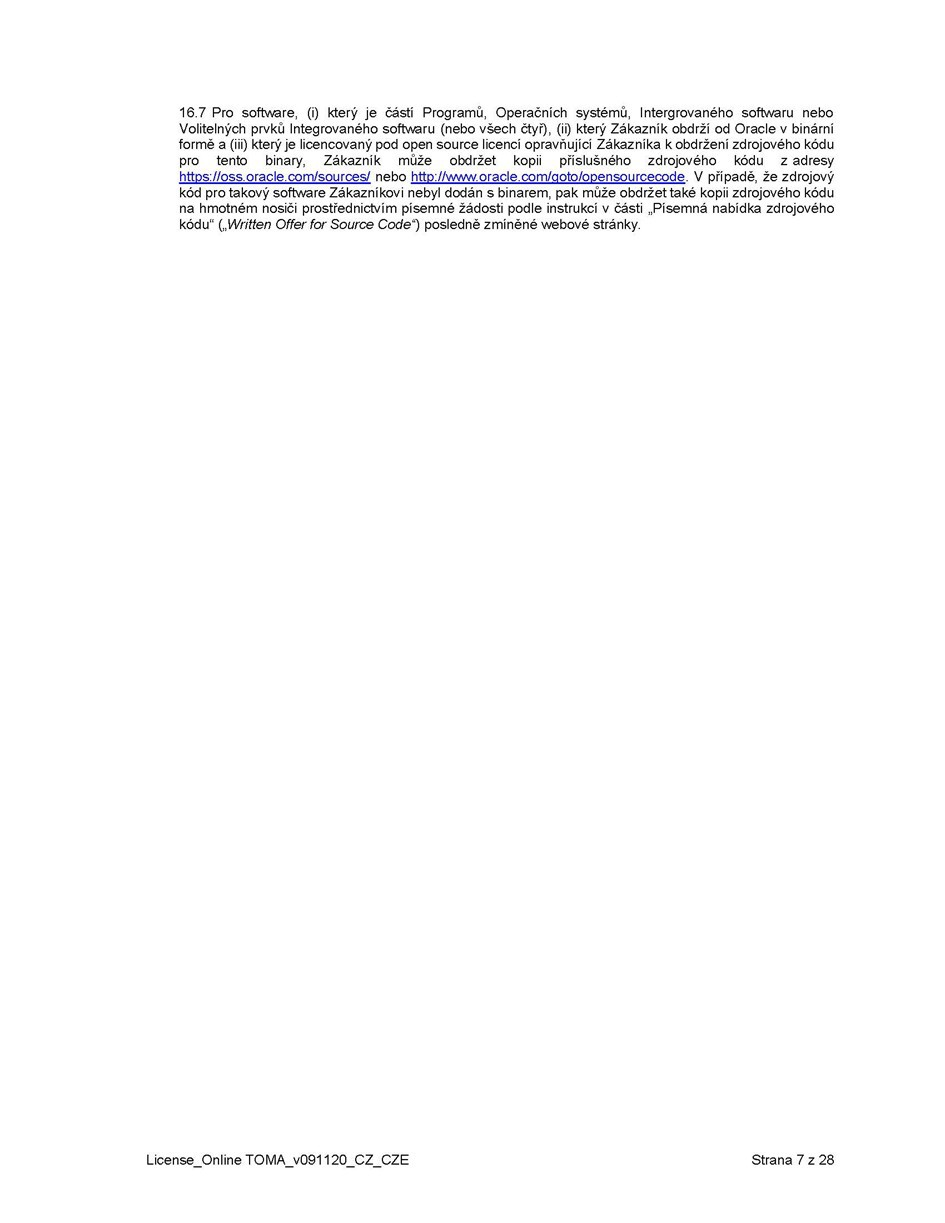 16.7 Pro software, (i) který je částí Programů, Operačních systémů, Intergrovaného softwaru nebo
Volitelných prvků Integrovaného softwaru (nebo všech čtyř), (ii) který Zákazník obdrží od Oracle v binární
formě a (iii) který je licencovaný pod open source licencí opravňující Zákazníka k obdržení zdrojového kódu
pro tento binary, Zákazník může obdržet kopii příslušného zdrojového kódu z adresy
https://oss.oracle.com/sources/ nebo http://www.oracle.com/goto/opensourcecode. V případě, že zdrojový
kód pro takový software Zákazníkovi nebyl dodán s binarem, pak může obdržet také kopii zdrojového kódu
na hmotném nosiči prostřednictvím písemné žádosti podle instrukcí v části „Písemná nabídka zdrojového
kódu“ („Written Offer for Source Code“) posledně zmíněné webové stránky.
License_Online TOMA_v091120_CZ_CZE
Strana 7 z 28